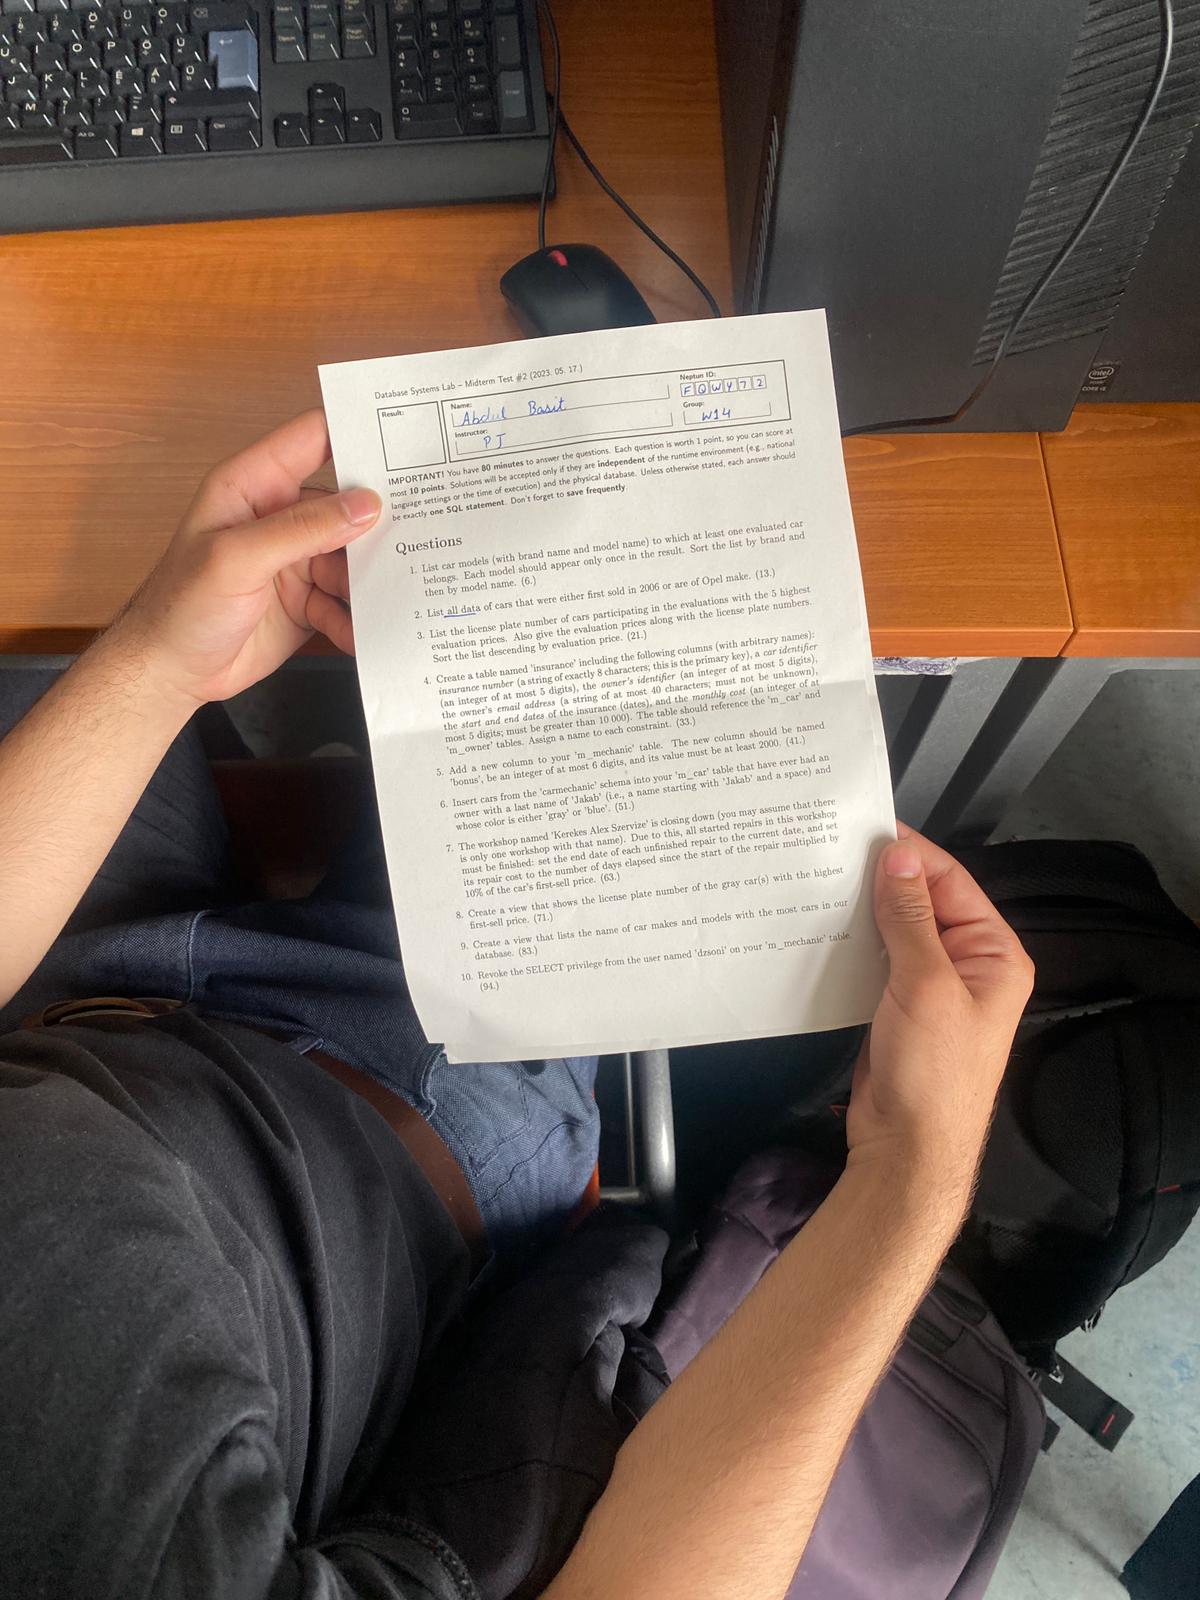 Database Systems Lab – Midterm Test #2 (2023. 05. 17.)
Result:
Name:
Abdul Basit
Neptun ID:
FQWY72
Instructor:
PJ
Group:
W14
IMPORTANT! You have 80 minutes to answer the questions. Each question is worth 1 point, so you can score at
most 10 points. Solutions will be accepted only if they are independent of the runtime environment (e.g., national
language settings or the time of execution) and the physical database. Unless otherwise stated, each answer should
be exactly one SQL statement. Don't forget to save frequently.
Questions
1. List car models (with brand name and model name) to which at least one evaluated car
belongs. Each model should appear only once in the result. Sort the list by brand and
then by model name. (6.)
2. List all data of cars that were either first sold in 2006 or are of Opel make. (13.)
3. List the license plate number of cars participating in the evaluations with the 5 highest
evaluation prices. Also give the evaluation prices along with the license plate numbers.
Sort the list descending by evaluation price. (21.)
4. Create a table named 'insurance' including the following columns (with arbitrary names):
insurance number (a string of exactly 8 characters; this is the primary key), a car identifier
(an integer of at most 5 digits), the owner's identifier (an integer of at most 5 digits),
the owner's email address (a string of at most 40 characters; must not be unknown),
the start and end dates of the insurance (dates), and the monthly cost (an integer of at
most 5 digits; must be greater than 10 000). The table should reference the 'm_car' and
'm_owner' tables. Assign a name to each constraint. (33.)
5. Add a new column to your 'm_mechanic' table. The new column should be named
'bonus', be an integer of at most 6 digits, and its value must be at least 2000. (41.)
6. Insert cars from the 'carmechanic' schema into your 'm_car' table that have ever had an
owner with a last name of 'Jakab' (i.e., a name starting with 'Jakab' and a space) and
whose color is either 'gray' or 'blue'. (51.)
7. The workshop named 'Kerekes Alex Szervize' is closing down (you may assume that there
is only one workshop with that name). Due to this, all started repairs in this workshop
must be finished: set the end date of each unfinished repair to the current date, and set
its repair cost to the number of days elapsed since the start of the repair multiplied by
10% of the car's first-sell price. (63.)
8. Create a view that shows the license plate number of the gray car(s) with the highest
first-sell price. (71.)
9. Create a view that lists the name of car makes and models with the most cars in our
database. (83.)
10. Revoke the SELECT privilege from the user named 'dzsoni' on your 'm_mechanic' table.
(94.)
intel
CORE i5